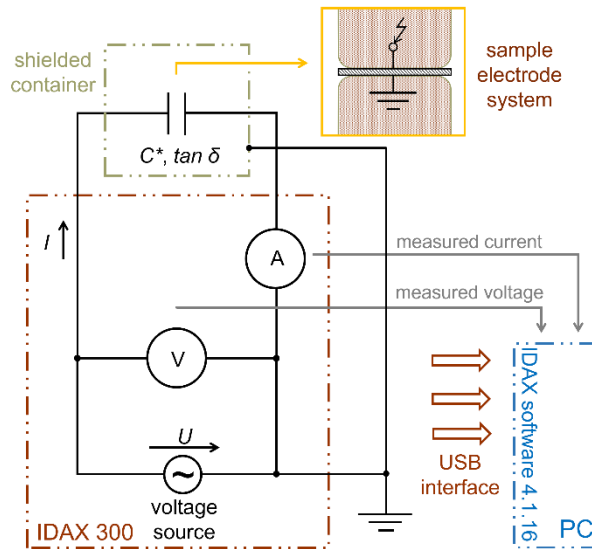 shielded
container
sample
electrode
system
C*, tan δ
I
A
measured current
measured voltage
V
IDAX software 4.1.16
U
~
USB
interface
voltage
source
IDAX 300
PC